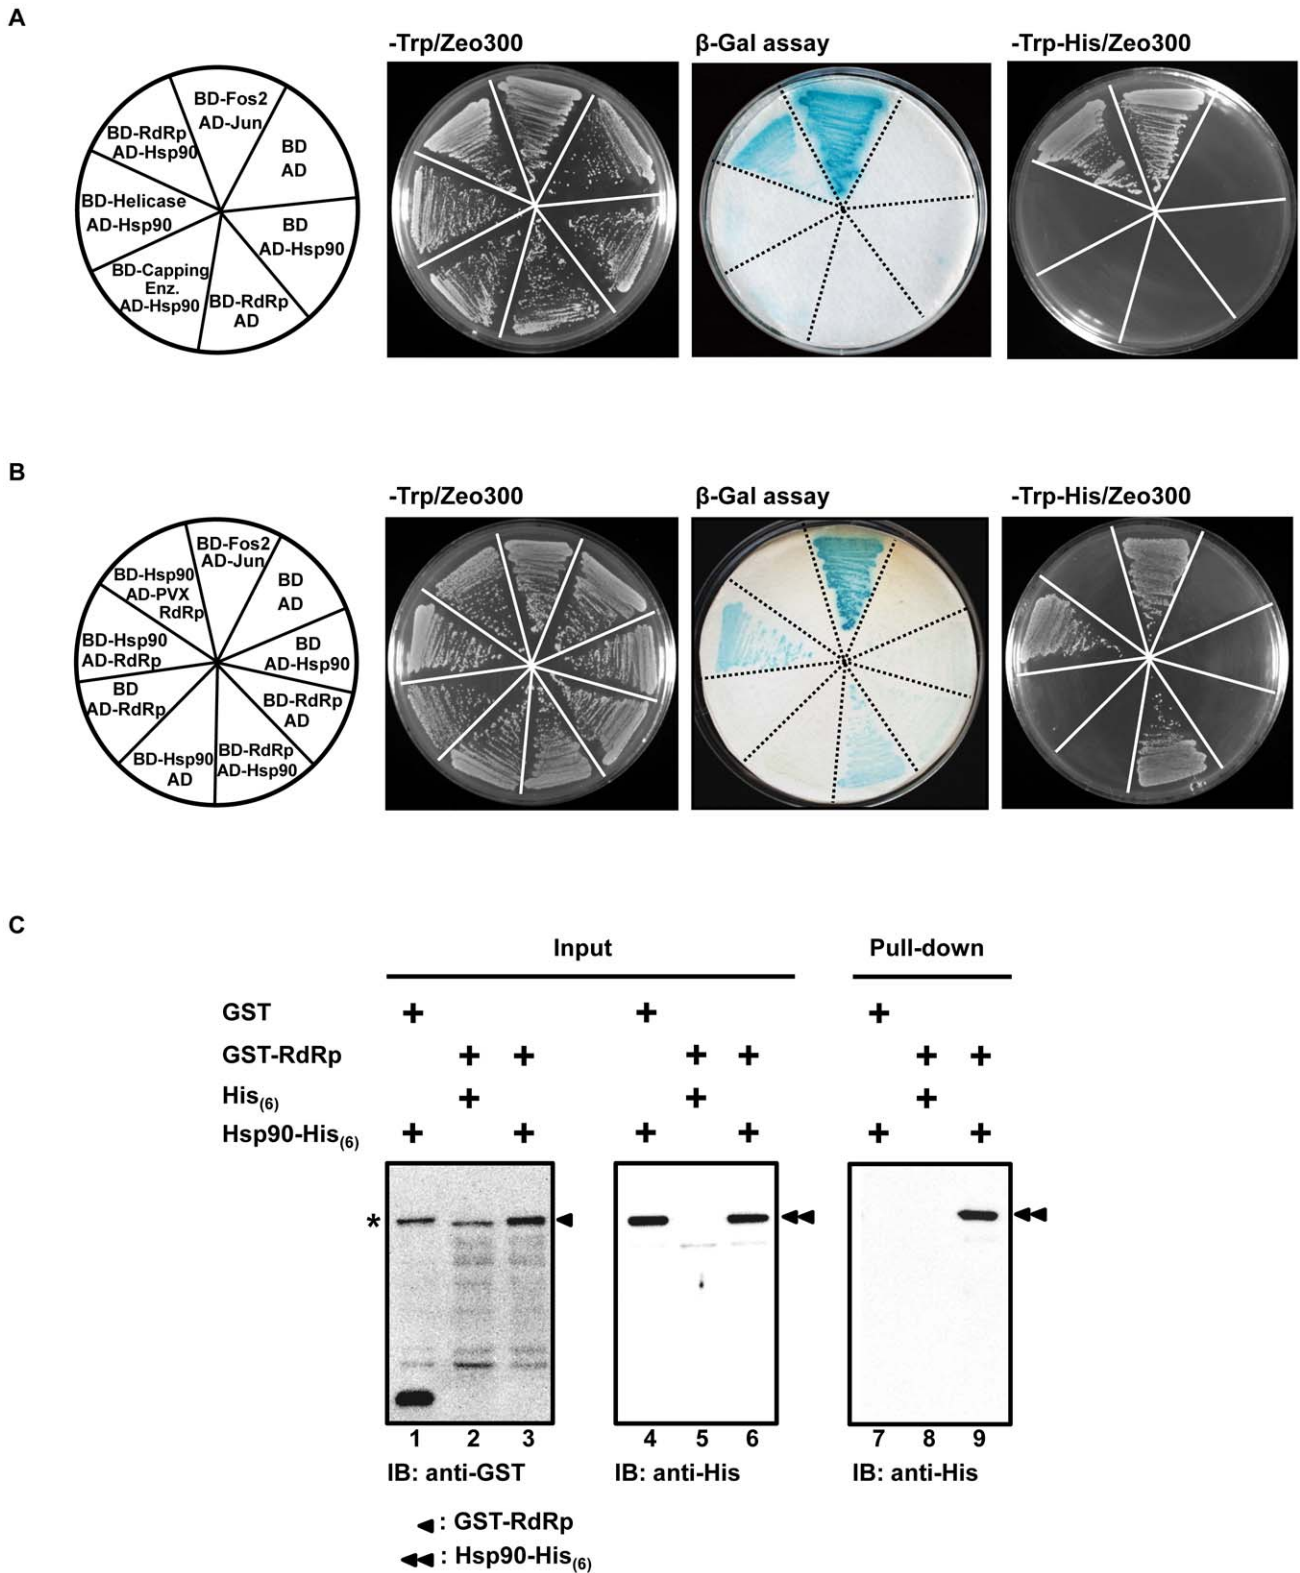 A
-Trp/Zeo300
β-Gal assay
-Trp-His/Zeo300
BD-Fos2
AD-Jun
BD
AD
BD
AD-Hsp90
BD-RdRp
AD
BD-Capping
Enz.
AD-Hsp90
BD-Helicase
AD-Hsp90
BD-RdRp
AD-Hsp90
B
-Trp/Zeo300
β-Gal assay
-Trp-His/Zeo300
BD-Fos2
AD-Jun
BD
AD
BD
AD-Hsp90
BD-RdRp
AD
BD-RdRp
AD-Hsp90
BD-Hsp90
AD
BD
AD-RdRp
BD-Hsp90
AD-RdRp
BD-Hsp90
AD-PVX
RdRp
C
Input
Pull-down
GST + + +
GST-RdRp + + + + + +
His(6) + + +
Hsp90-His(6) + + + + + +
*
1 2 3 4 5 6 7 8 9
IB: anti-GST
IB: anti-His
IB: anti-His
: GST-RdRp
: Hsp90-His(6)